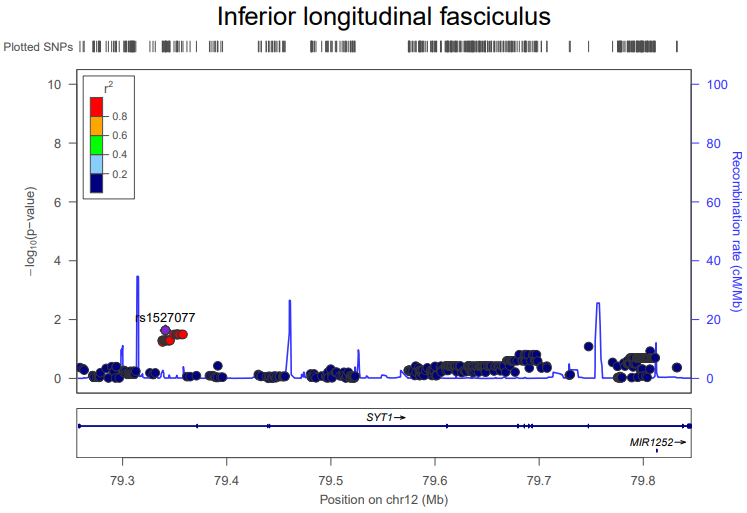 Inferior longitudinal fasciculus
Plotted SNPs
10
8
6
4
2
0
−log10(p−value)
100
80
60
40
20
0
Recombination rate (cM/Mb)
r2
0.8
0.6
0.4
0.2
rs1527077
SYT1→
MIR1252→
79.3 79.4 79.5 79.6 79.7 79.8
Position on chr12 (Mb)